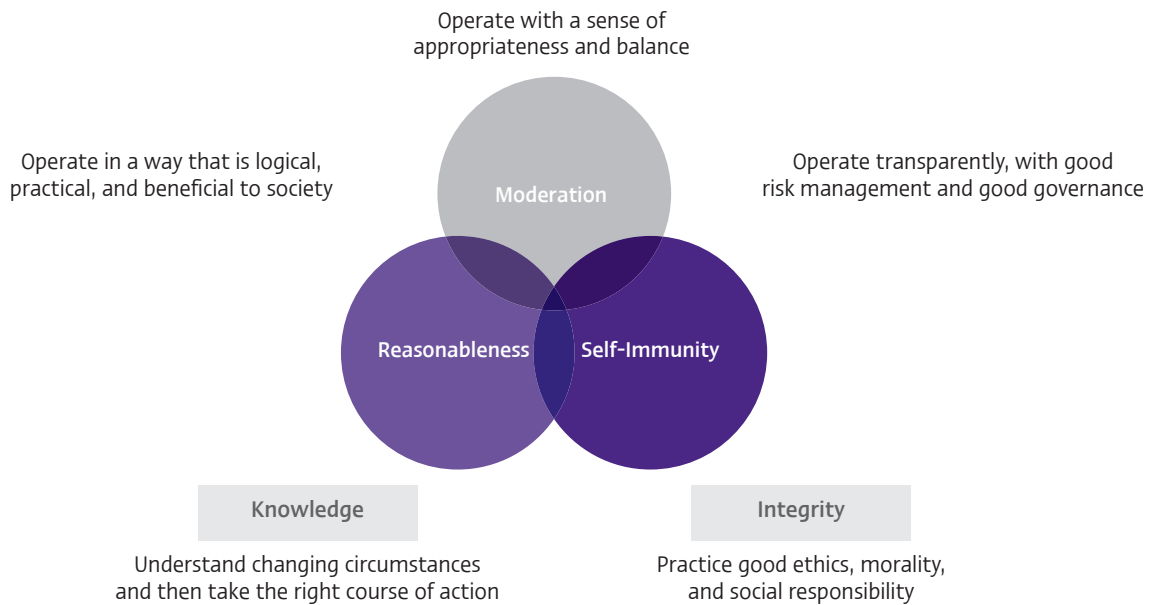 Operate with a sense of
appropriateness and balance
Operate in a way that is logical,
practical, and beneficial to society
Operate transparently, with good
risk management and good governance
Moderation
Reasonableness
Self-Immunity
Knowledge
Understand changing circumstances
and then take the right course of action
Integrity
Practice good ethics, morality,
and social responsibility